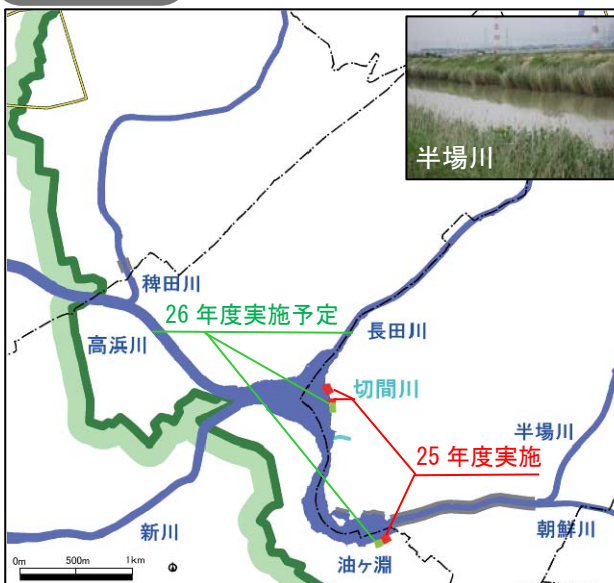 半場川
稗田川
26 年度実施予定
高浜川
長田川
切間川
半場川
25 年度実施
新川
朝鮮川
油ヶ淵
0m 500m 1km